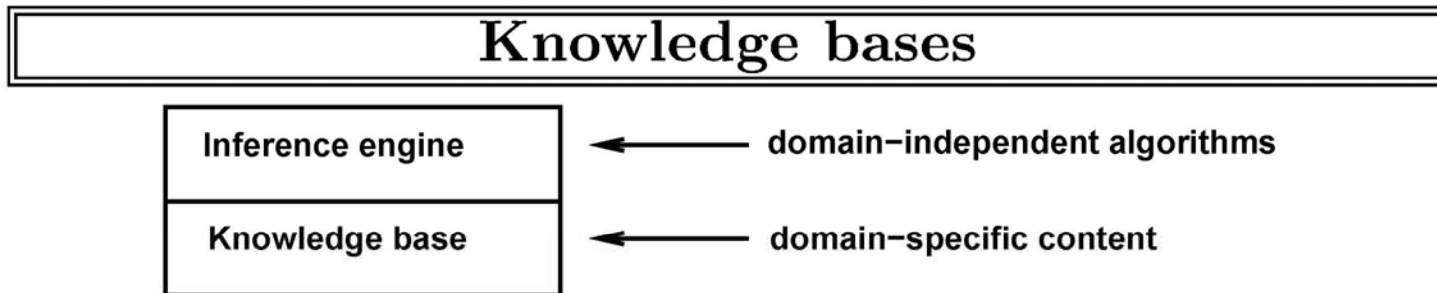 Knowledge bases
Inference engine
domain−independent algorithms
Knowledge base
domain−specific content